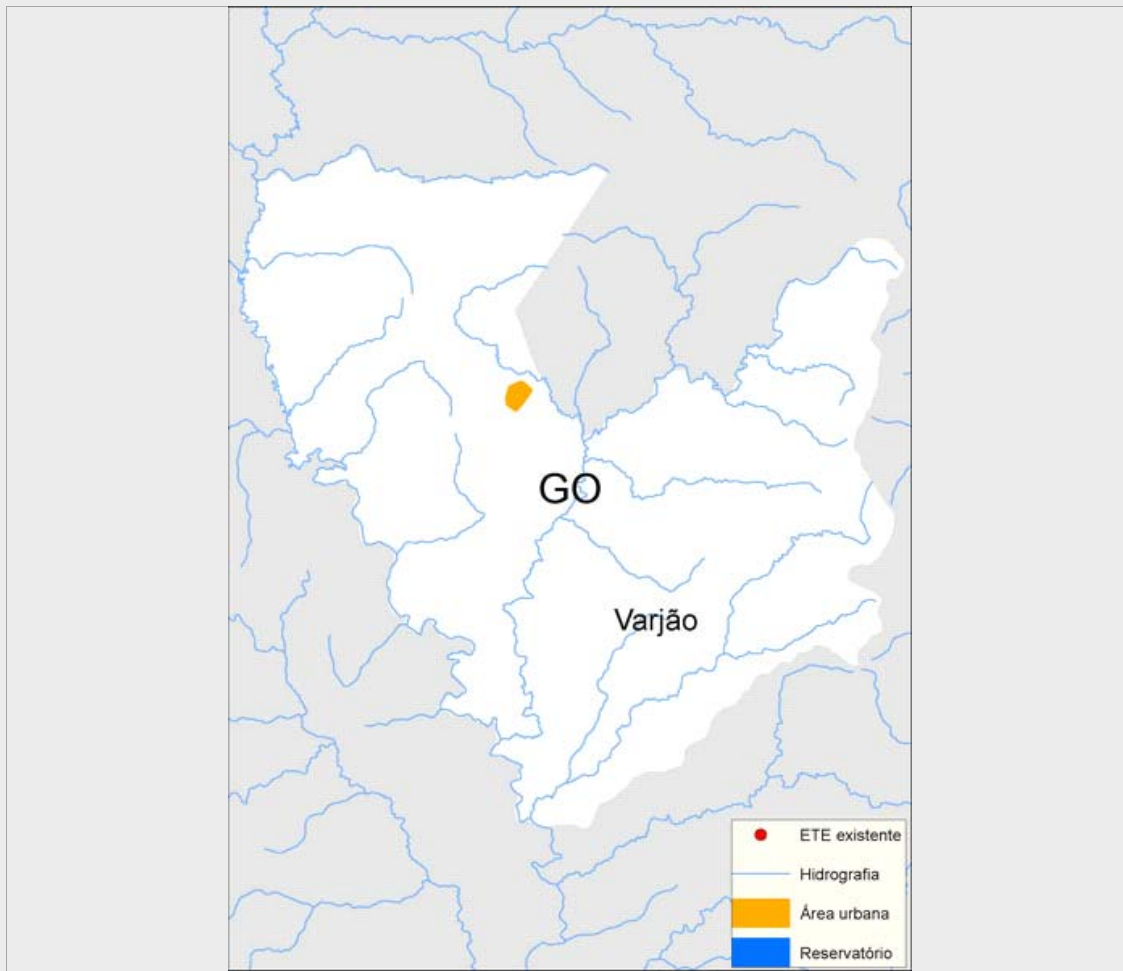 GO
Varjão
ETE existente
Hidrografia
Área urbana
Reservatório